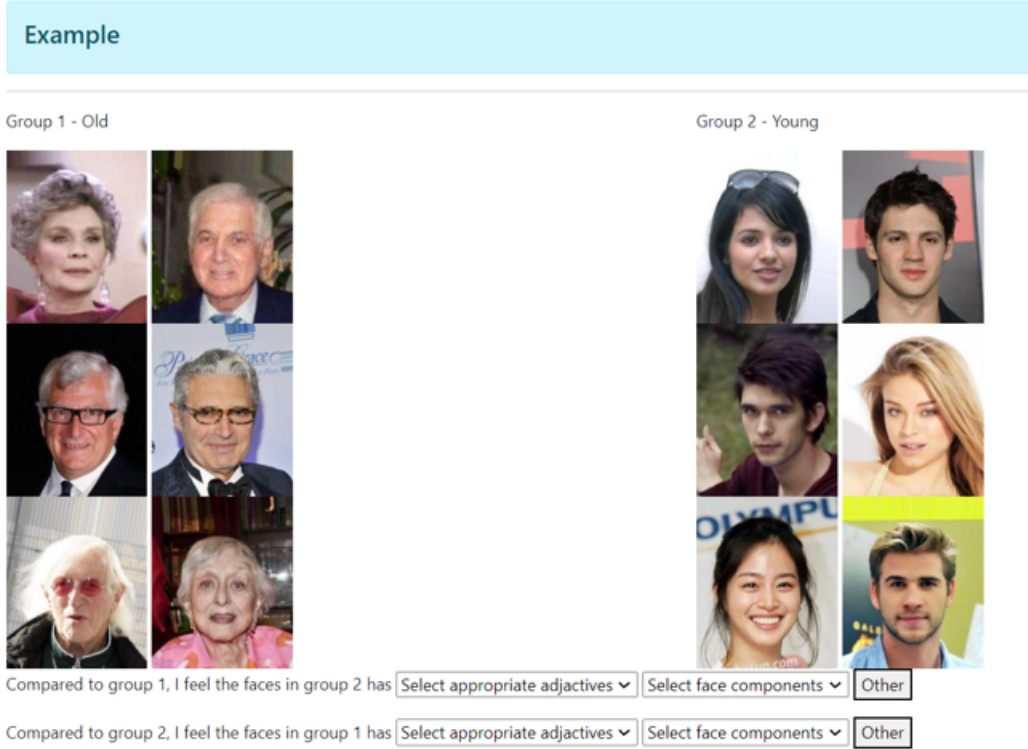 Example
Group 1 - Old
Group 2 - Young
Grace
OLYMPU
Compared to group 1, I feel the faces in group 2 has Select appropriate adjactives Select face components Other
Compared to group 2, I feel the faces in group 1 has Select appropriate adjactives Select face components Other